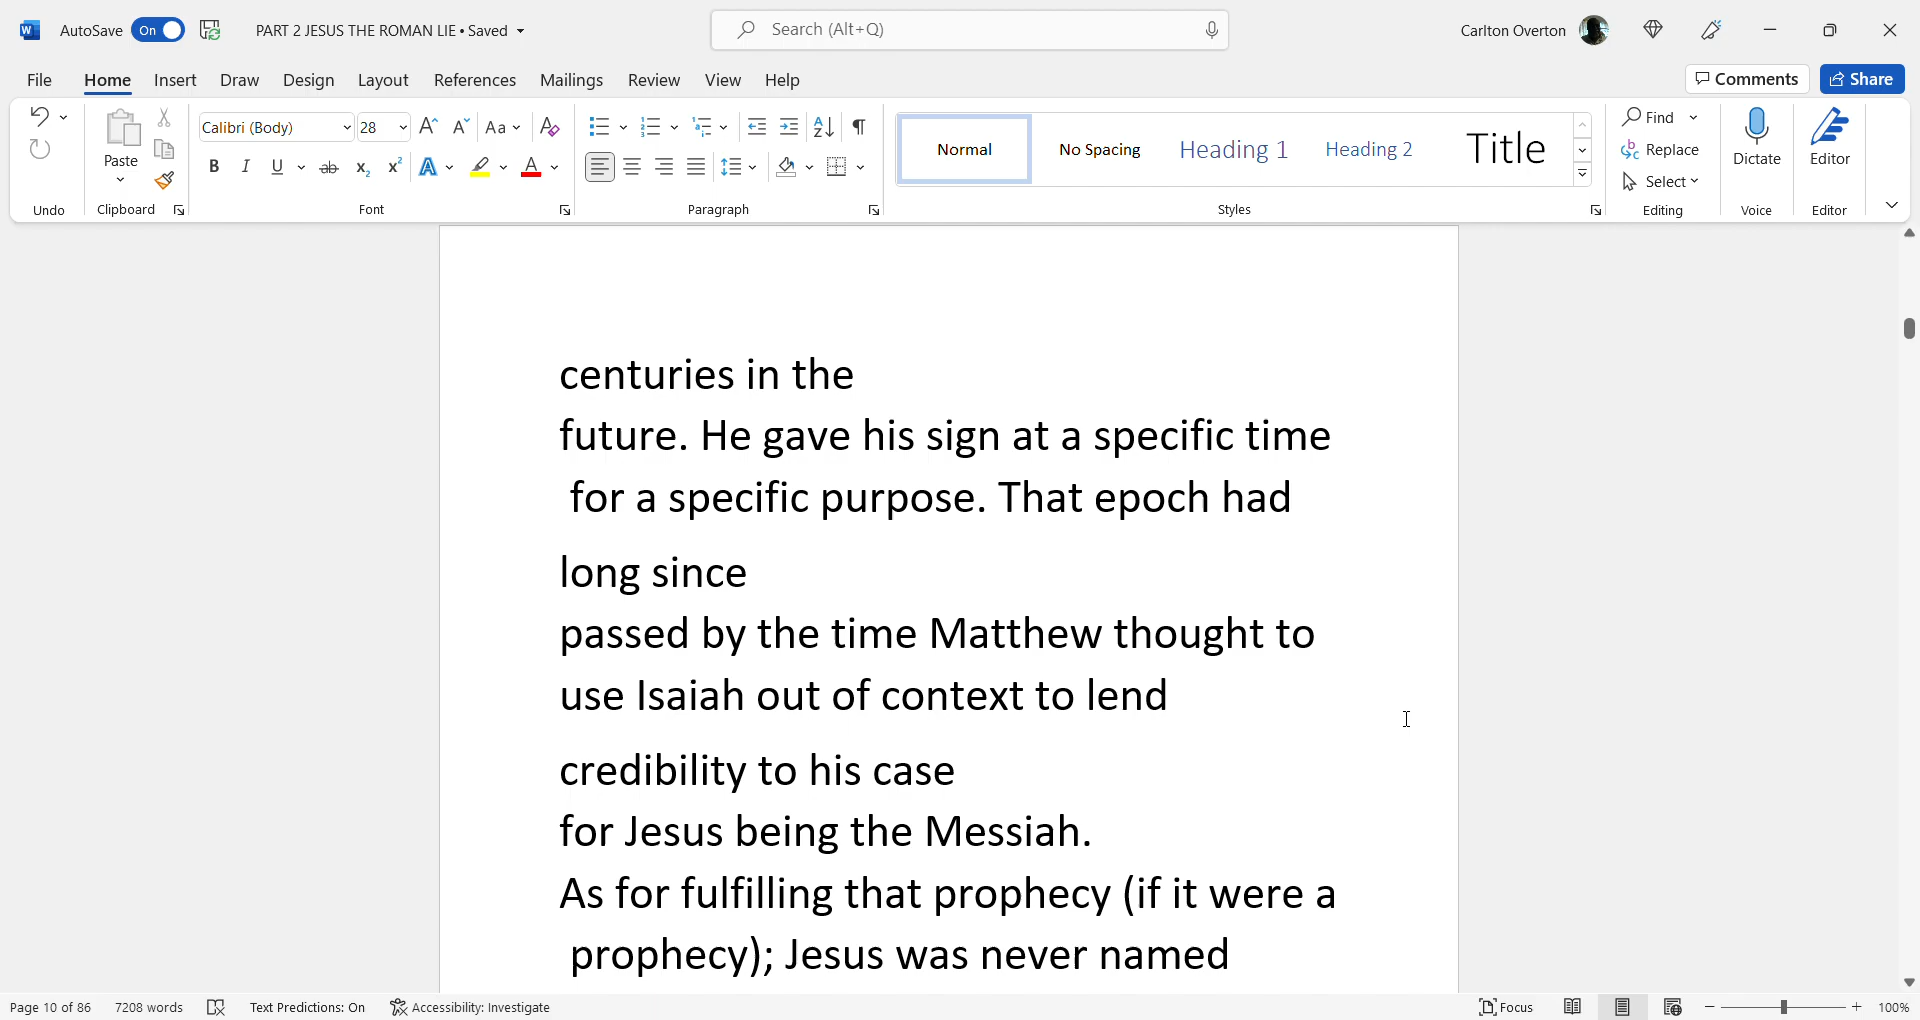 AutoSave On PART 2 JESUS THE ROMAN LIE • Saved Search (Alt+Q) Carlton Overton
File Home Insert Draw Design Layout References Mailings Review View Help Comments Share
Calibri (Body) 28 Aa Normal No Spacing Heading 1 Heading 2 Title Find
Paste Replace Dictate Editor
B I U ab x₂ x² A A Select
Undo Clipboard Font Paragraph Styles Editing Voice Editor
centuries in the
future. He gave his sign at a specific time
for a specific purpose. That epoch had
long since
passed by the time Matthew thought to
use Isaiah out of context to lend
credibility to his case
for Jesus being the Messiah.
As for fulfilling that prophecy (if it were a
prophecy); Jesus was never named
Page 10 of 86 7208 words Text Predictions: On Accessibility: Investigate Focus 100%